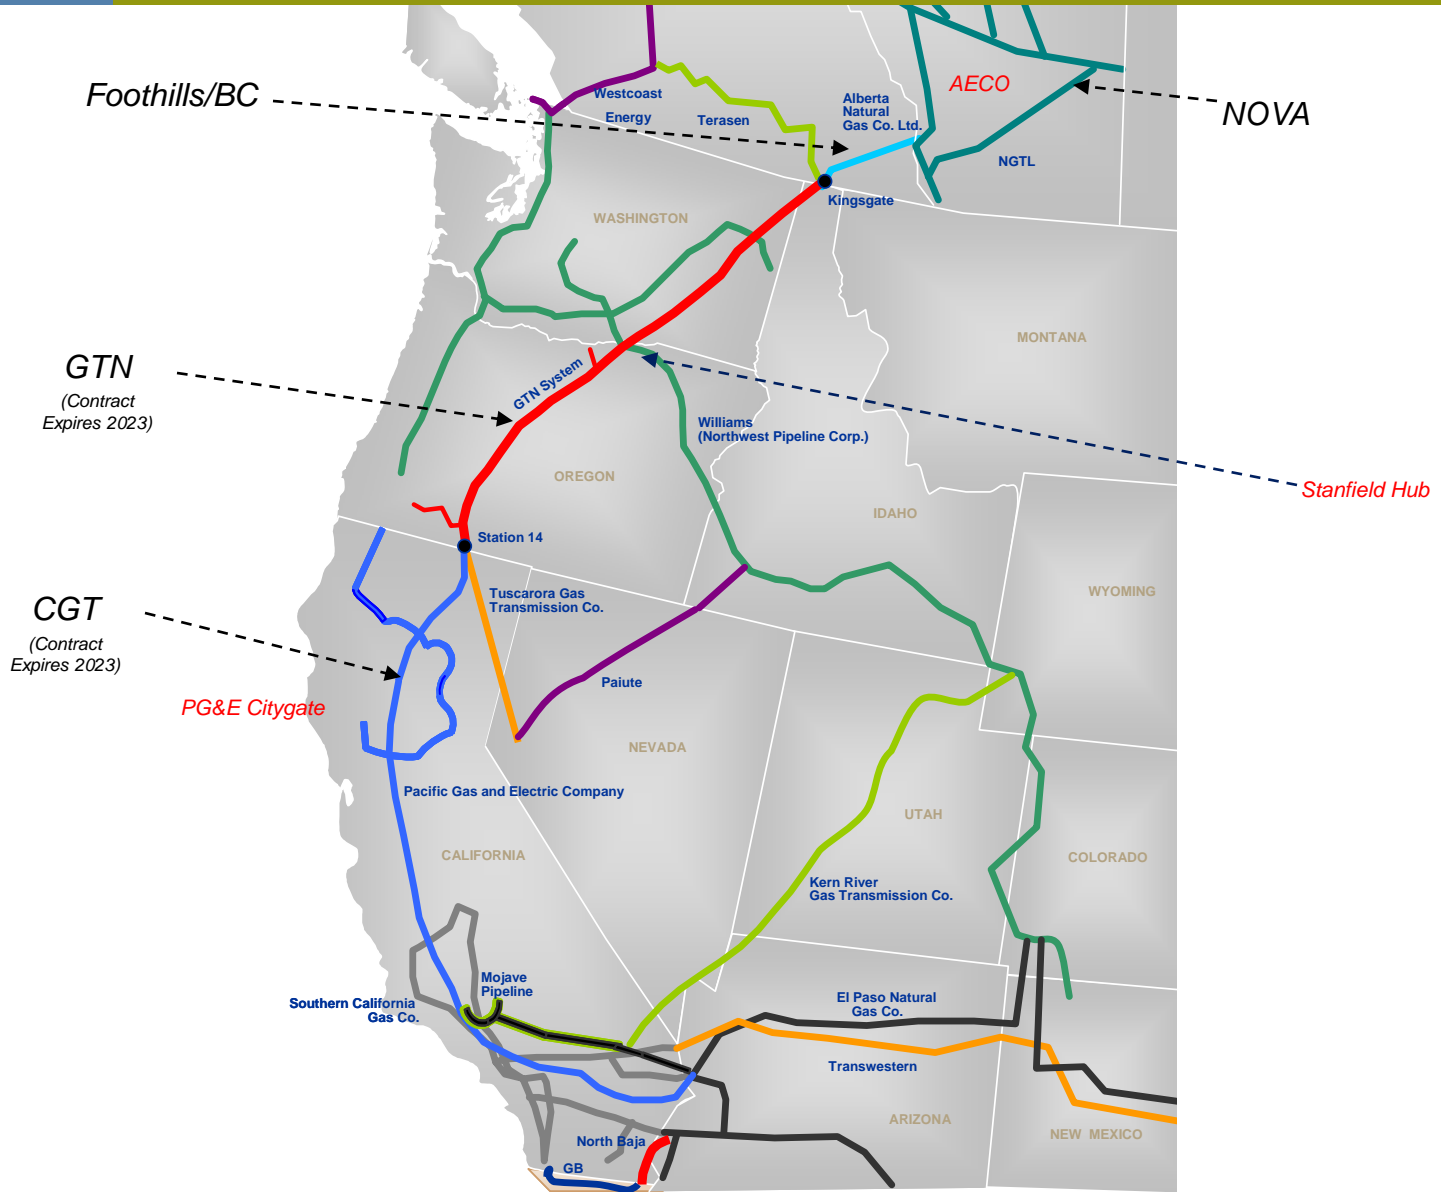 Foothills/BC
Westcoast
Energy
Terasen
Alberta
Natural
Gas Co. Ltd.
AECO
NOVA
NGTL
Kingsgate
WASHINGTON
MONTANA
GTN
(Contract
Expires 2023)
GTN System
Williams
(Northwest Pipeline Corp.)
OREGON
Stanfield Hub
IDAHO
Station 14
Tuscarora Gas
Transmission Co.
WYOMING
CGT
(Contract
Expires 2023)
PG&E Citygate
Paiute
NEVADA
Pacific Gas and Electric Company
UTAH
CALIFORNIA
COLORADO
Kern River
Gas Transmission Co.
Mojave
Pipeline
Southern California
Gas Co.
El Paso Natural
Gas Co.
Transwestern
ARIZONA
NEW MEXICO
North Baja
GB